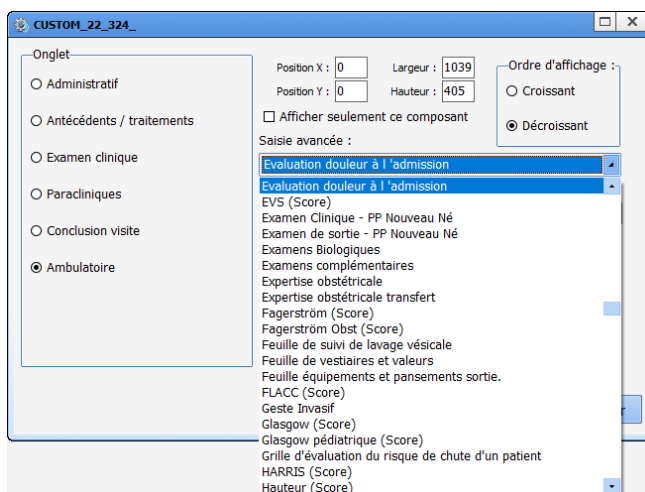 CUSTOM_22_324_
Onglet
Administratif
Antécédents / traitements
Examen clinique
Paracliniques
Conclusion visite
Ambulatoire
Position X : 0 Largeur : 1039
Position Y : 0 Hauteur : 405
Afficher seulement ce composant
Ordre d'affichage :
Croissant
Décroissant
Saisie avancée :
Evaluation douleur à l 'admission
Evaluation douleur à l 'admission
EVS (Score)
Examen Clinique - PP Nouveau Né
Examen de sortie - PP Nouveau Né
Examens Biologiques
Examens complémentaires
Expertise obstétricale
Expertise obstétricale transfert
Fagerström (Score)
Fagerström Obst (Score)
Feuille de suivi de lavage vésicale
Feuille de vestiaires et valeurs
Feuille équipements et pansements sortie.
FLACC (Score)
Geste Invasif
Glasgow (Score)
Glasgow pédiatrique (Score)
Grille d'évaluation du risque de chute d'un patient
HARRIS (Score)
Hauteur (Score)